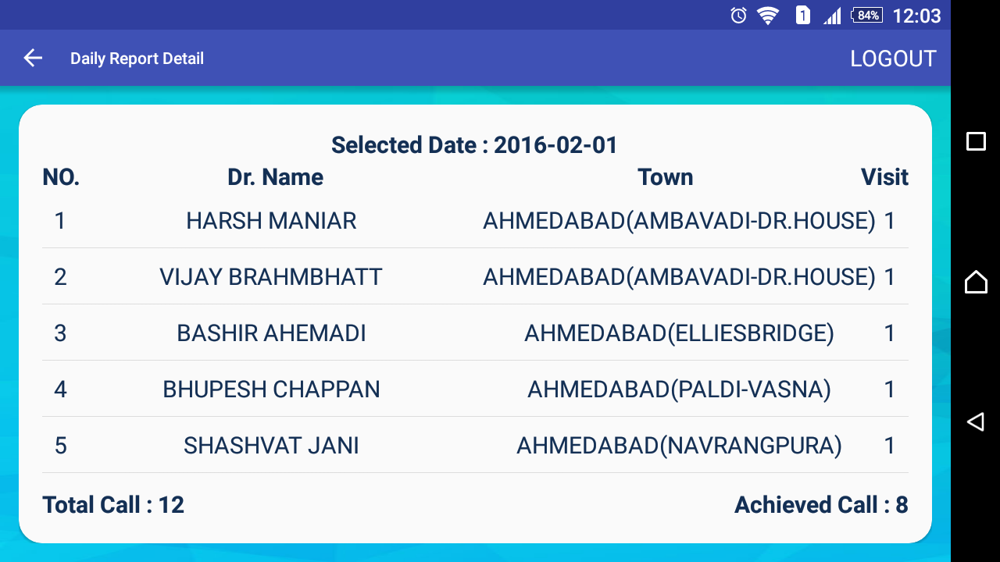 1 84% 12:03
Daily Report Detail LOGOUT
Selected Date : 2016-02-01
NO. Dr. Name Town Visit
1 HARSH MANIAR AHMEDABAD(AMBAVADI-DR.HOUSE) 1
2 VIJAY BRAHMBHATT AHMEDABAD(AMBAVADI-DR.HOUSE) 1
3 BASHIR AHEMADI AHMEDABAD(ELLIESBRIDGE) 1
4 BHUPESH CHAPPAN AHMEDABAD(PALDI-VASNA) 1
5 SHASHVAT JANI AHMEDABAD(NAVRANGPURA) 1
Total Call : 12 Achieved Call : 8